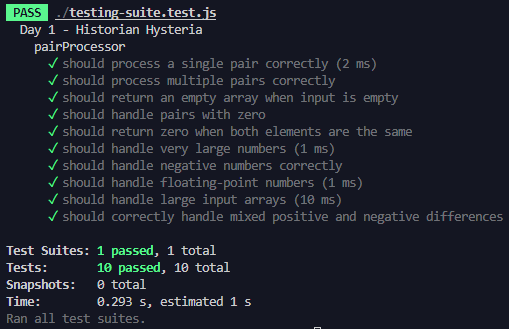 PASS ./testing-suite.test.js
Day 1 - Historian Hysteria
pairProcessor
✓ should process a single pair correctly (2 ms)
✓ should process multiple pairs correctly
✓ should return an empty array when input is empty
✓ should handle pairs with zero
✓ should return zero when both elements are the same
✓ should handle very large numbers (1 ms)
✓ should handle negative numbers correctly
✓ should handle floating-point numbers (1 ms)
✓ should handle large input arrays (10 ms)
✓ should correctly handle mixed positive and negative differences
Test Suites: 1 passed, 1 total
Tests: 10 passed, 10 total
Snapshots: 0 total
Time: 0.293 s, estimated 1 s
Ran all test suites.